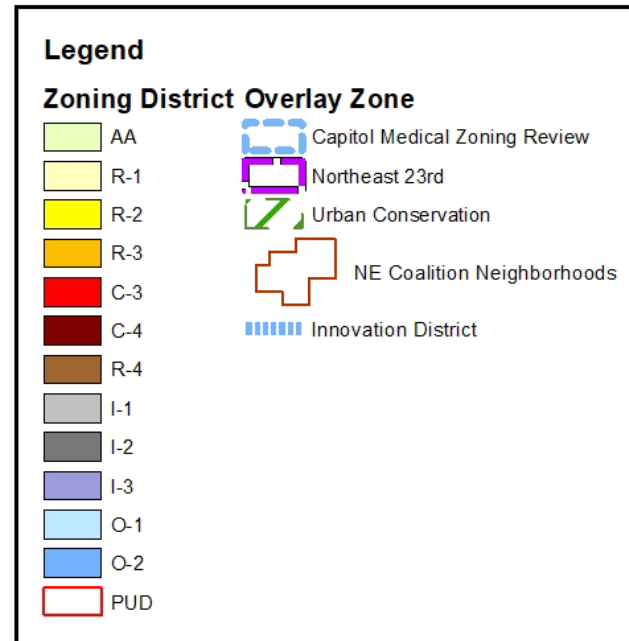 Legend
Zoning District Overlay Zone
AA
R-1
R-2
R-3
C-3
C-4
R-4
I-1
I-2
I-3
O-1
O-2
PUD
Capitol Medical Zoning Review
Northeast 23rd
Urban Conservation
NE Coalition Neighborhoods
Innovation District